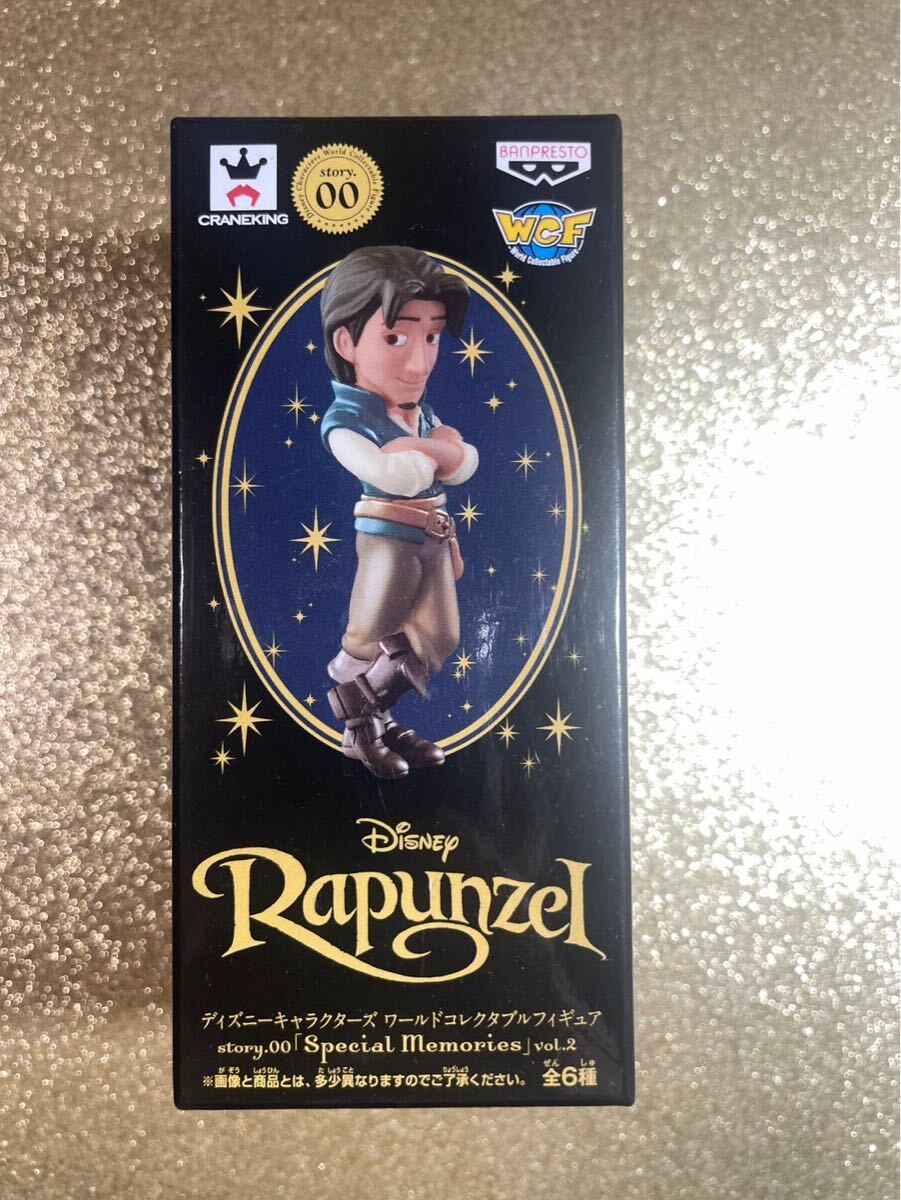 CRANEKING
Disney Characters World Collectable Figure
story.
00
BANPRESTO
WCF
World Collectable Figure
Disney
Rapunzel
ディズニーキャラクターズ ワールドコレクタブルフィギュア
story.00「Special Memories」vol.2
※画像と商品とは、多少異なりますのでご了承ください。 全6種